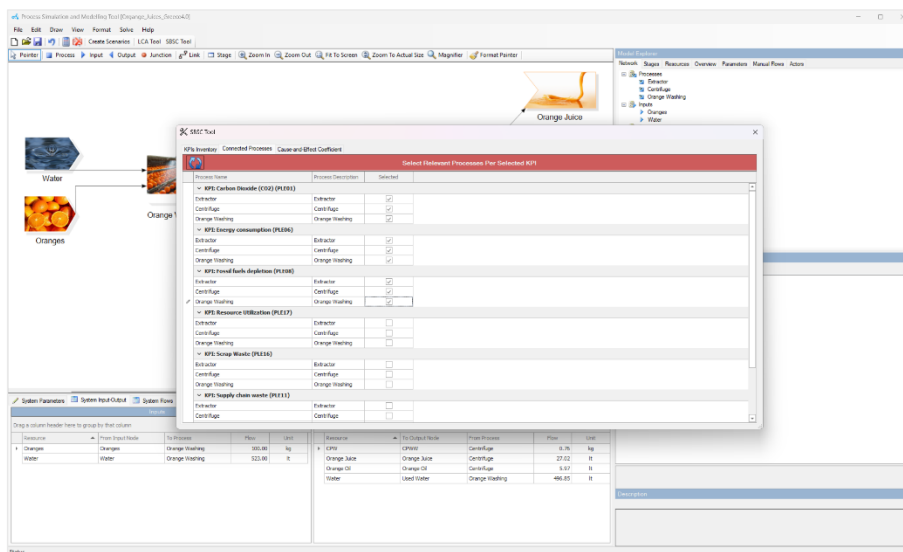 Process Simulation and Modelling Tool [Organge_Juices_Green4.0]
File Edit Draw View Format Solve Help
Create Scenarios LCA Tool SBSC Tool
Pointer Process Input Output Junction Link Stage Zoom In Zoom Out Fit To Screen Zoom To Actual Size Magnifier Format Painter
Model Explorer
Network Stages Resources Overview Parameters Manual Flows Actors
Processes
Extractor
Centrifuge
Orange Washing
Inputs
Oranges
Water
Orange Juice
Water
Oranges
Orange
SBSC Tool
KPIs Inventory Connected Processes Cause and Effect Coefficient
Select Relevant Processes Per Selected KPI
Process Name Process Description Selected
KPI: Carbon Dioxide (CO2) (PLE01)
Extractor Extractor
Centrifuge Centrifuge
Orange Washing Orange Washing
KPI: Energy consumption (PLE06)
Extractor Extractor
Centrifuge Centrifuge
Orange Washing Orange Washing
KPI: Fossil fuels depletion (PLE08)
Extractor Extractor
Centrifuge Centrifuge
Orange Washing Orange Washing
KPI: Resource Utilization (PLE17)
Extractor Extractor
Centrifuge Centrifuge
Orange Washing Orange Washing
KPI: Scrap Waste (PLE16)
Extractor Extractor
Centrifuge Centrifuge
Orange Washing Orange Washing
KPI: Supply chain waste (PLE11)
Extractor Extractor
Centrifuge Centrifuge
System Parameters System Input-Output System Flows
Inputs
Drag a column header here to group by that column
Resource From Input Node To Process Flow Unit
Oranges Oranges Orange Washing 100.00 kg
Water Water Orange Washing 523.00 lt
Resource To Output Node From Process Flow Unit
CPW CPWW Centrifuge 0.76 kg
Orange Juice Orange Juice Centrifuge 27.02 lt
Orange Oil Orange Oil Centrifuge 5.97 lt
Water Used Water Orange Washing 496.85 lt
Description
Status